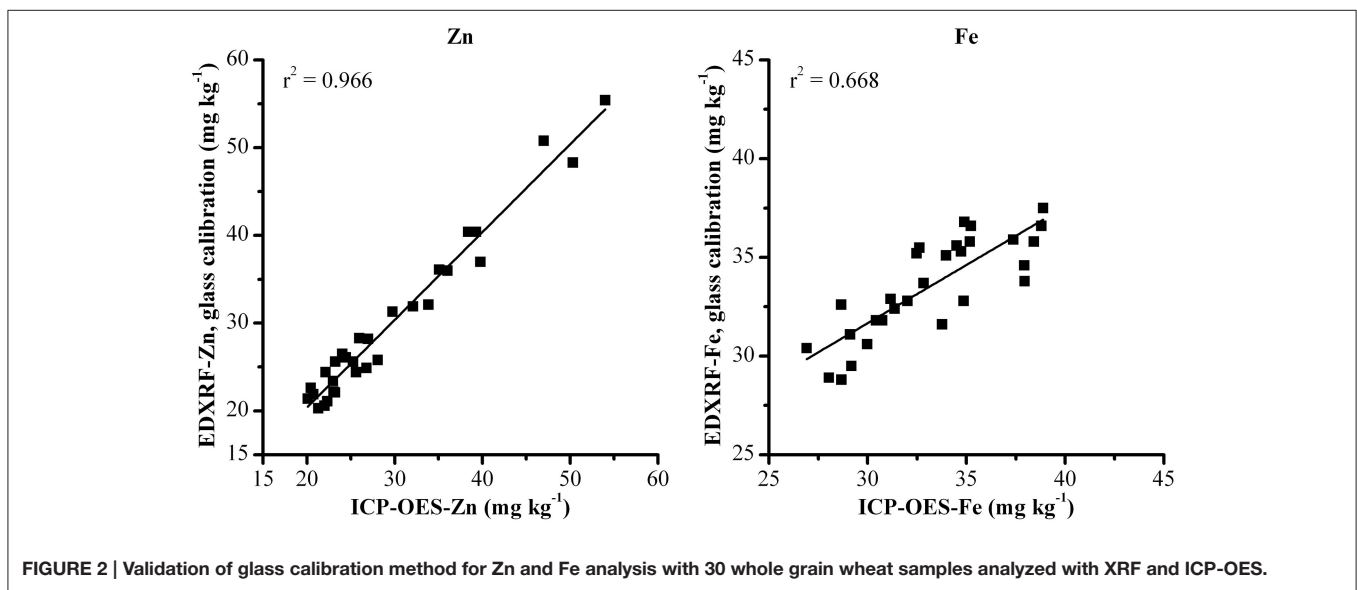 Zn
r² = 0.966
EDXRF-Zn, glass calibration (mg kg⁻¹)
60
50
40
30
20
15
15 20 30 40 50 60
ICP-OES-Zn (mg kg⁻¹)
Fe
r² = 0.668
EDXRF-Fe, glass calibration (mg kg⁻¹)
45
40
35
30
25
25 30 35 40 45
ICP-OES-Fe (mg kg⁻¹)
FIGURE 2 | Validation of glass calibration method for Zn and Fe analysis with 30 whole grain wheat samples analyzed with XRF and ICP-OES.